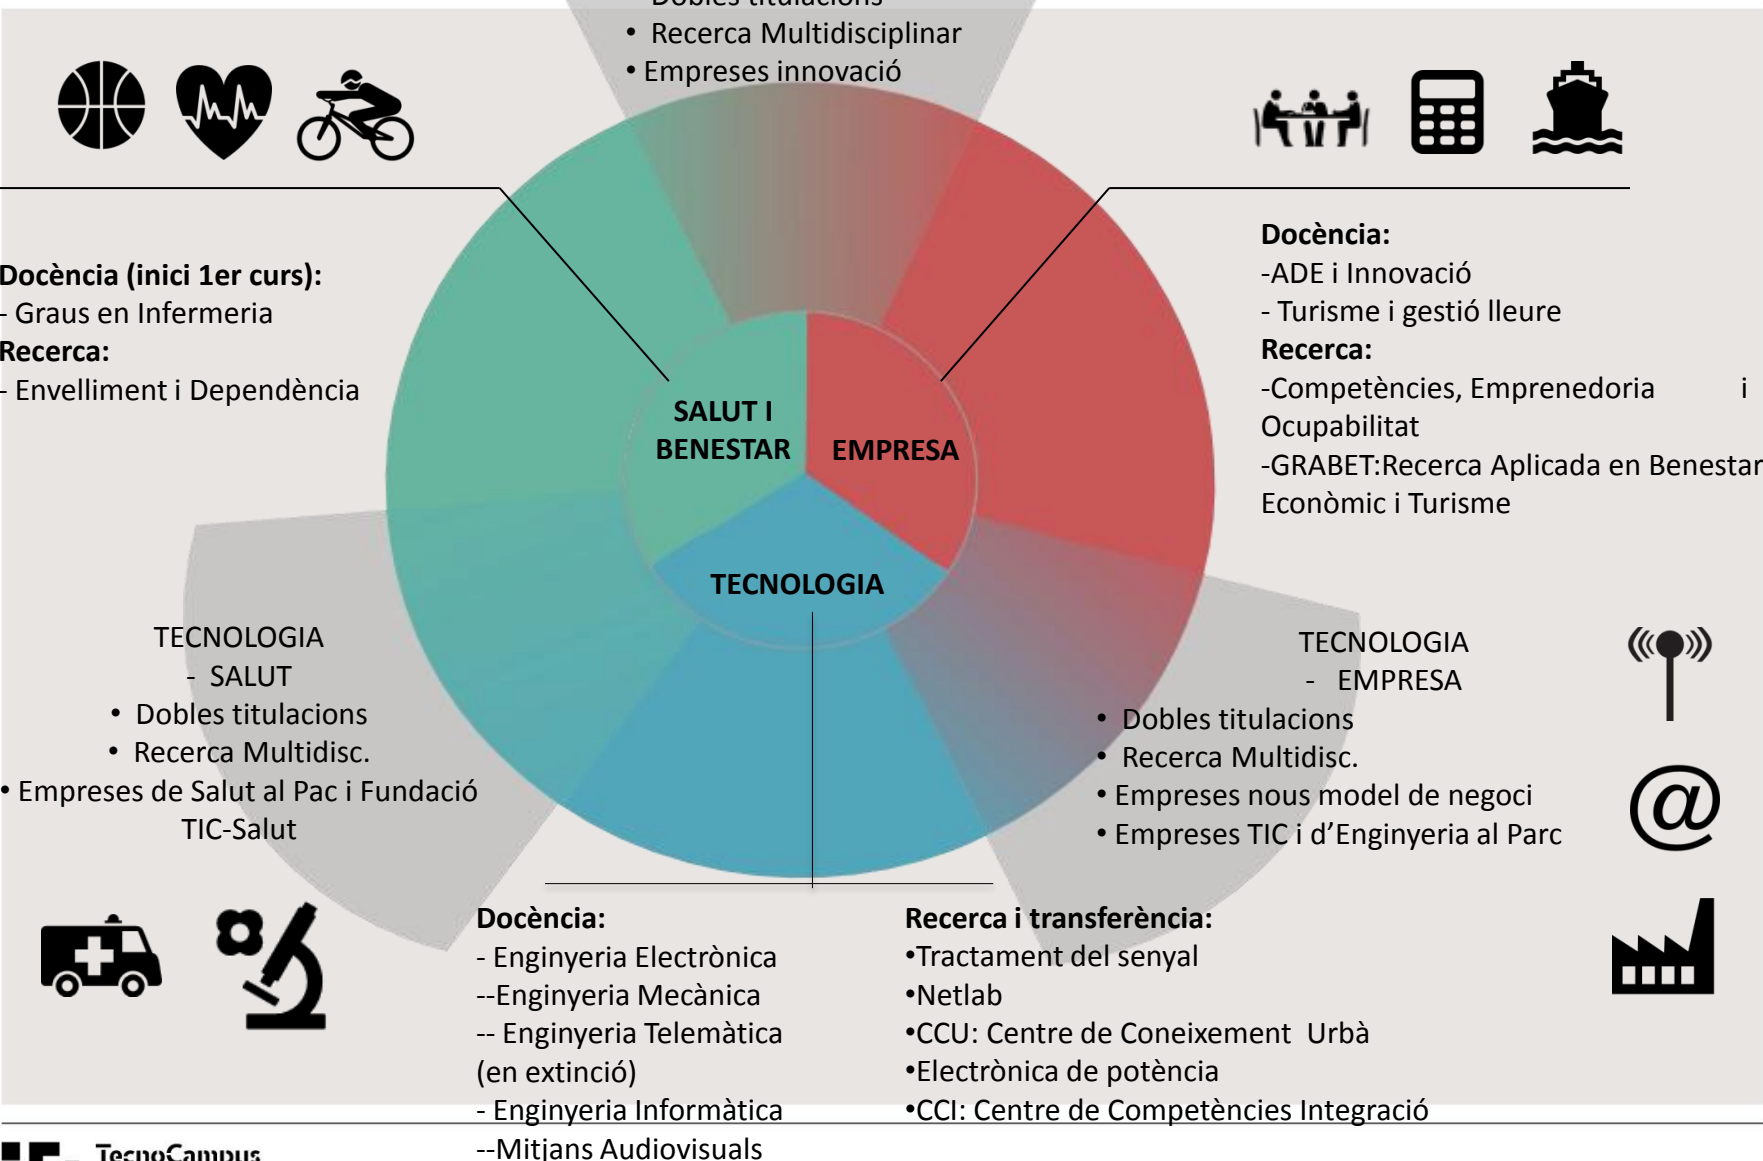 Dobles titulacions
• Recerca Multidisciplinar
• Empreses innovació
Docència (inici 1er curs):
- Graus en Infermeria
Recerca:
- Envelliment i Dependència
Docència:
-ADE i Innovació
- Turisme i gestió lleure
Recerca:
-Competències, Emprenedoria i
Ocupabilitat
-GRABET:Recerca Aplicada en Benestar
Econòmic i Turisme
SALUT I
BENESTAR
EMPRESA
TECNOLOGIA
TECNOLOGIA
- SALUT
• Dobles titulacions
• Recerca Multidisc.
• Empreses de Salut al Pac i Fundació
TIC-Salut
TECNOLOGIA
- EMPRESA
• Dobles titulacions
• Recerca Multidisc.
• Empreses nous model de negoci
• Empreses TIC i d’Enginyeria al Parc
@
Docència:
- Enginyeria Electrònica
--Enginyeria Mecànica
-- Enginyeria Telemàtica
(en extinció)
- Enginyeria Informàtica
--Mitjans Audiovisuals
Recerca i transferència:
•Tractament del senyal
•Netlab
•CCU: Centre de Coneixement Urbà
•Electrònica de potència
•CCI: Centre de Competències Integració
TecnoCampus